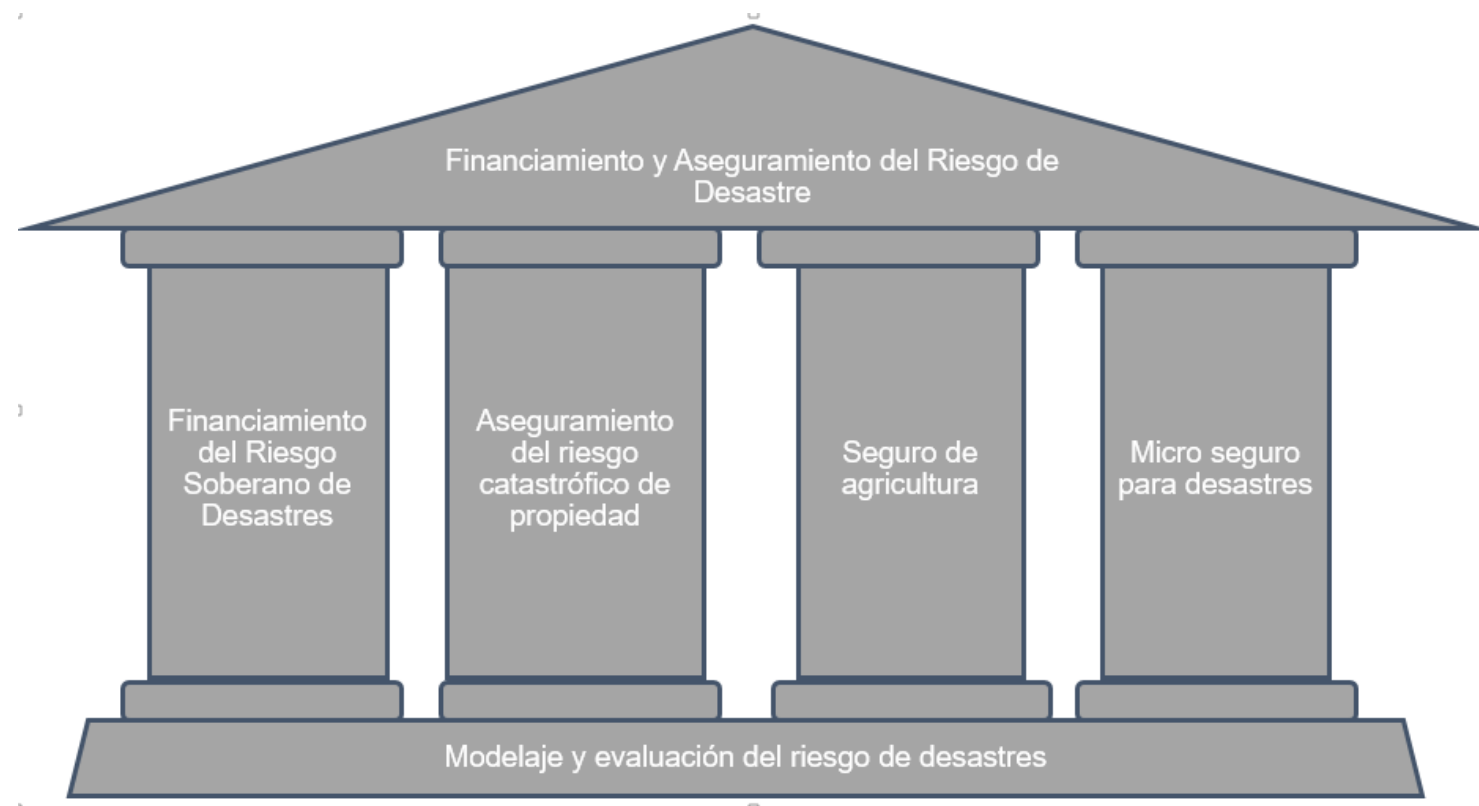 Financiamiento y Aseguramiento del Riesgo de
Desastre
Financiamiento
del Riesgo
Soberano de
Desastres
Aseguramiento
del riesgo
catastrófico de
propiedad
Seguro de
agricultura
Micro seguro
para desastres
Modelaje y evaluación del riesgo de desastres